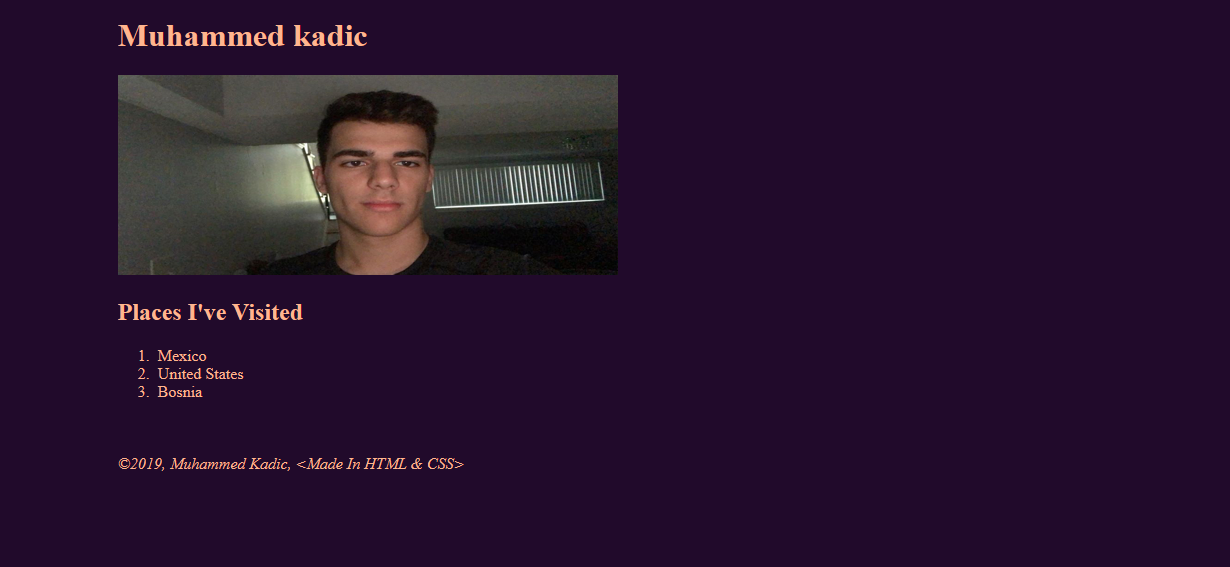 Muhammed kadic
Places I've Visited
1. Mexico
2. United States
3. Bosnia
©2019, Muhammed Kadic, <Made In HTML & CSS>